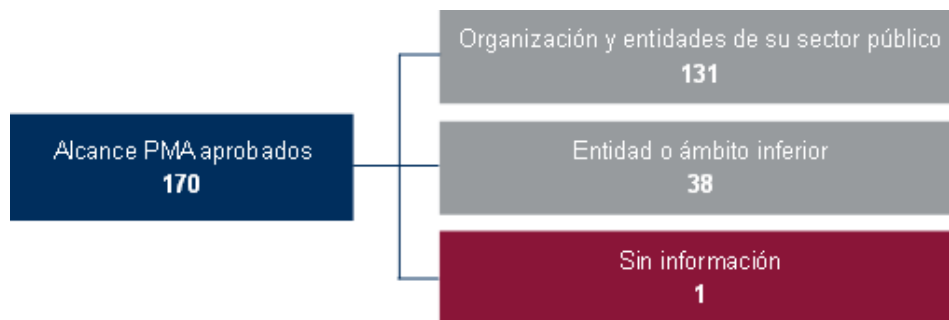 Organización y entidades de su sector público
131
Alcance PMA aprobados
170
Entidad o ámbito inferior
38
Sin información
1